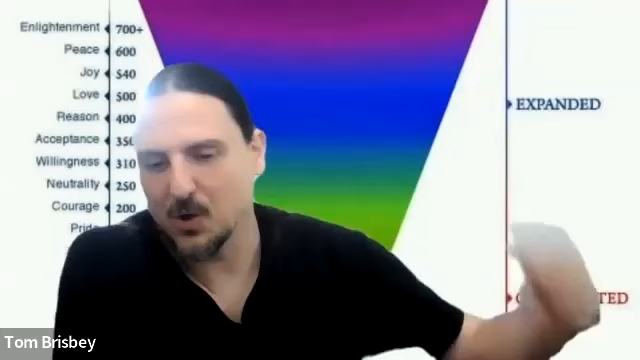 Enlightenment 700+
Peace 600
Joy 540
Love 500
Reason 400
Acceptance 350
Willingness 310
Neutrality 250
Courage 200
EXPANDED
Tom Brisbey